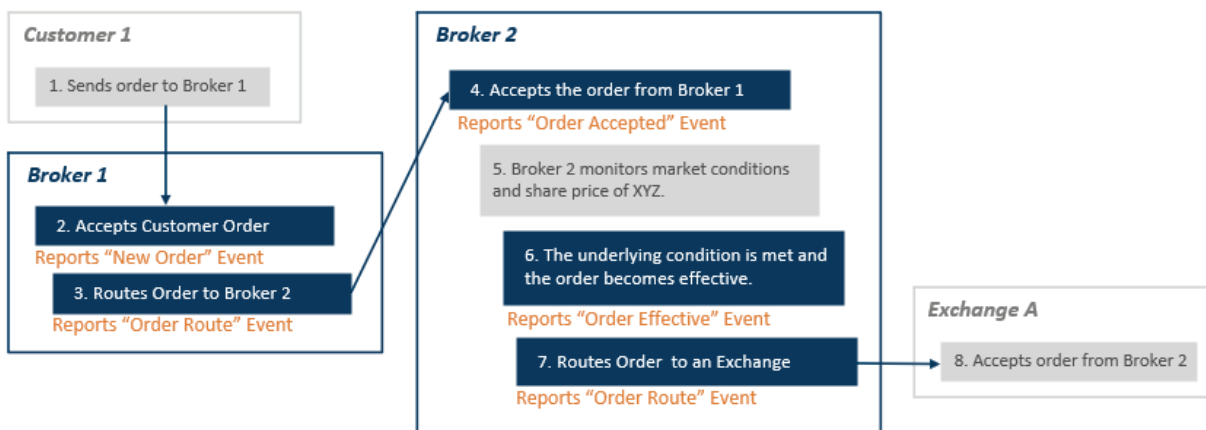 Customer 1
1. Sends order to Broker 1
Broker 1
2. Accepts Customer Order
Reports “New Order” Event
3. Routes Order to Broker 2
Reports “Order Route” Event
Broker 2
4. Accepts the order from Broker 1
Reports “Order Accepted” Event
5. Broker 2 monitors market conditions
and share price of XYZ.
6. The underlying condition is met and
the order becomes effective.
Reports “Order Effective” Event
7. Routes Order to an Exchange
Reports “Order Route” Event
Exchange A
8. Accepts order from Broker 2